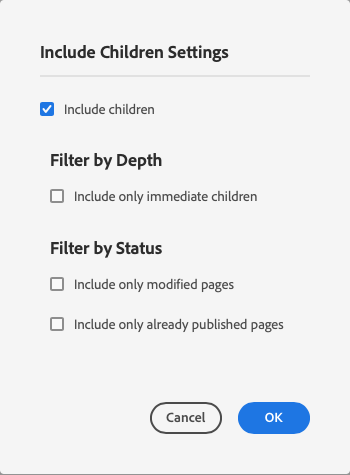 Include Children Settings
Include children
Filter by Depth
Include only immediate children
Filter by Status
Include only modified pages
Include only already published pages
Cancel OK